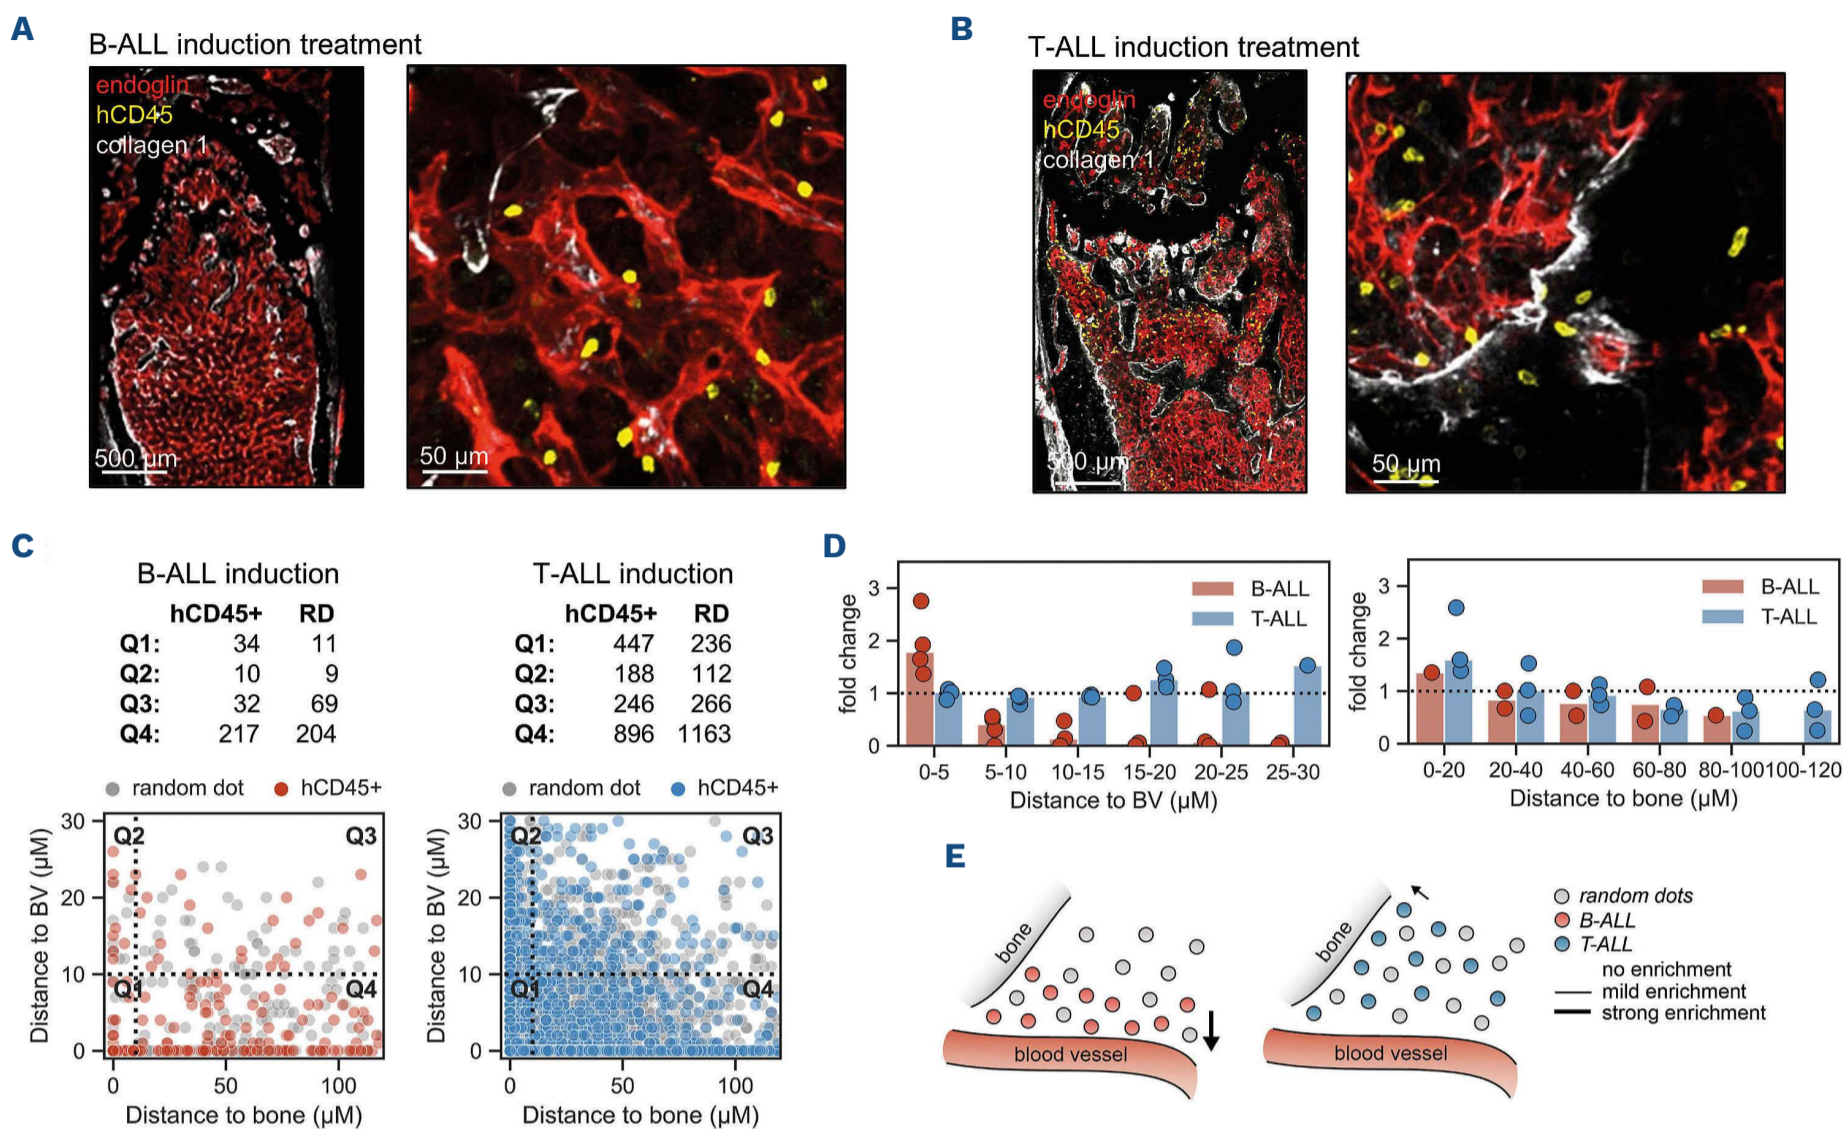 A
B-ALL induction treatment
endoglin
hCD45
collagen 1
500 µm
50 µm
B
T-ALL induction treatment
endoglin
hCD45
collagen 1
500 µm
50 µm
C
B-ALL induction
hCD45+ RD
Q1: 34 11
Q2: 10 9
Q3: 32 69
Q4: 217 204
random dot hCD45+
Distance to BV (µM)
30
20
10
0
Q2 Q3
Q1 Q4
0 50 100
Distance to bone (µM)
T-ALL induction
hCD45+ RD
Q1: 447 236
Q2: 188 112
Q3: 246 266
Q4: 896 1163
random dot hCD45+
Distance to BV (µM)
30
20
10
0
Q2 Q3
Q1 Q4
0 50 100
Distance to bone (µM)
D
fold change
3
2
1
0
B-ALL
T-ALL
0-5 5-10 10-15 15-20 20-25 25-30
Distance to BV (µM)
fold change
3
2
1
0
B-ALL
T-ALL
0-20 20-40 40-60 60-80 80-100100-120
Distance to bone (µM)
E
bone
blood vessel
bone
blood vessel
random dots
B-ALL
T-ALL
no enrichment
mild enrichment
strong enrichment